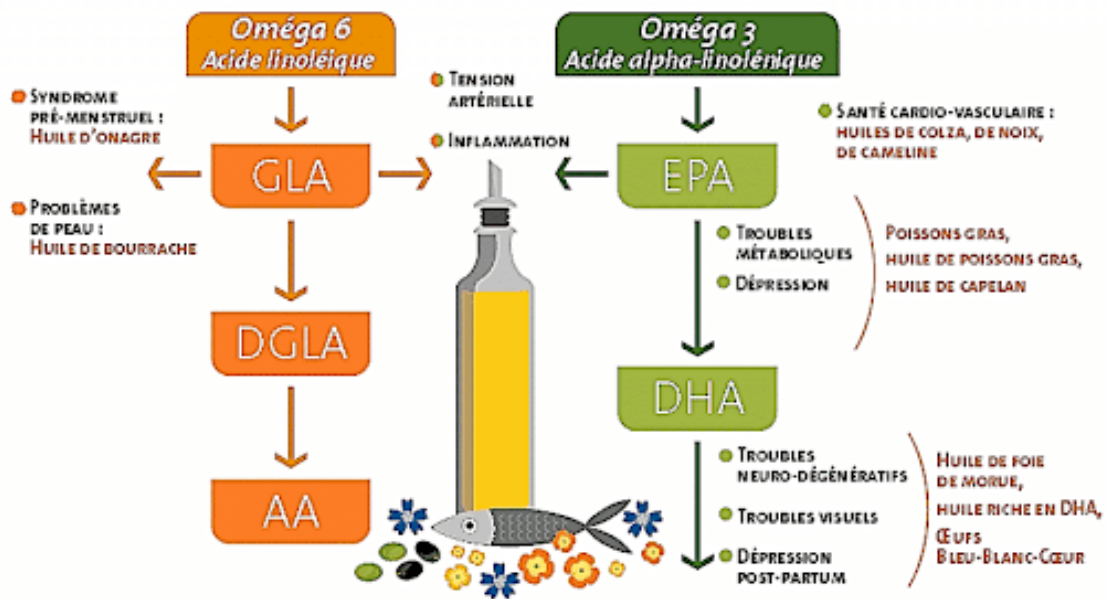 Oméga 6
Acide linoléique
Syndrome
pré-menstruel :
Huile d'onagre
Problèmes
de peau :
Huile de bourrache
GLA
DGLA
AA
Tension
artérielle
Inflammation
Oméga 3
Acide alpha-linolénique
Santé cardio-vasculaire :
huiles de colza, de noix,
de cameline
EPA
Troubles
métaboliques
Dépression
Poissons gras,
huile de poissons gras,
huile de capelan
DHA
Troubles
neuro-dégénératifs
Troubles visuels
Dépression
post-partum
Huile de foie
de morue,
huile riche en DHA,
Œufs
Bleu-Blanc-Cœur